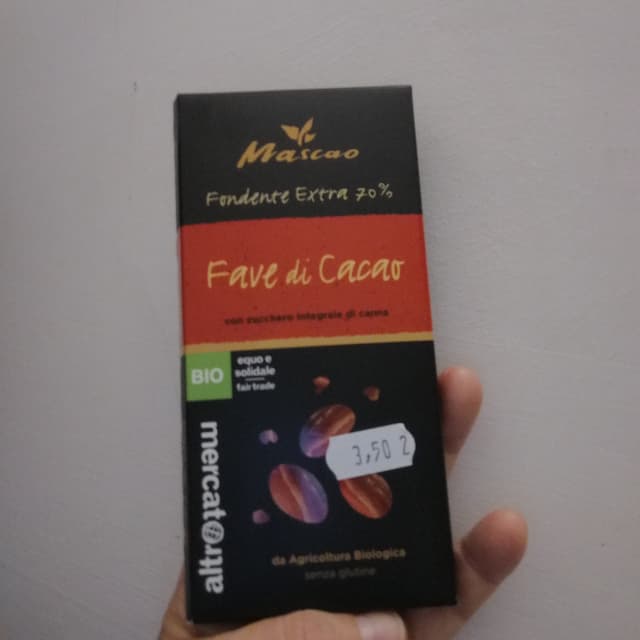 Mascao
Fondente Extra 70%
Fave di Cacao
con zucchero integrale di canna
BIO
equo e
solidale
fair trade
altromercato
3,50 2
da Agricoltura Biologica
senza glutine